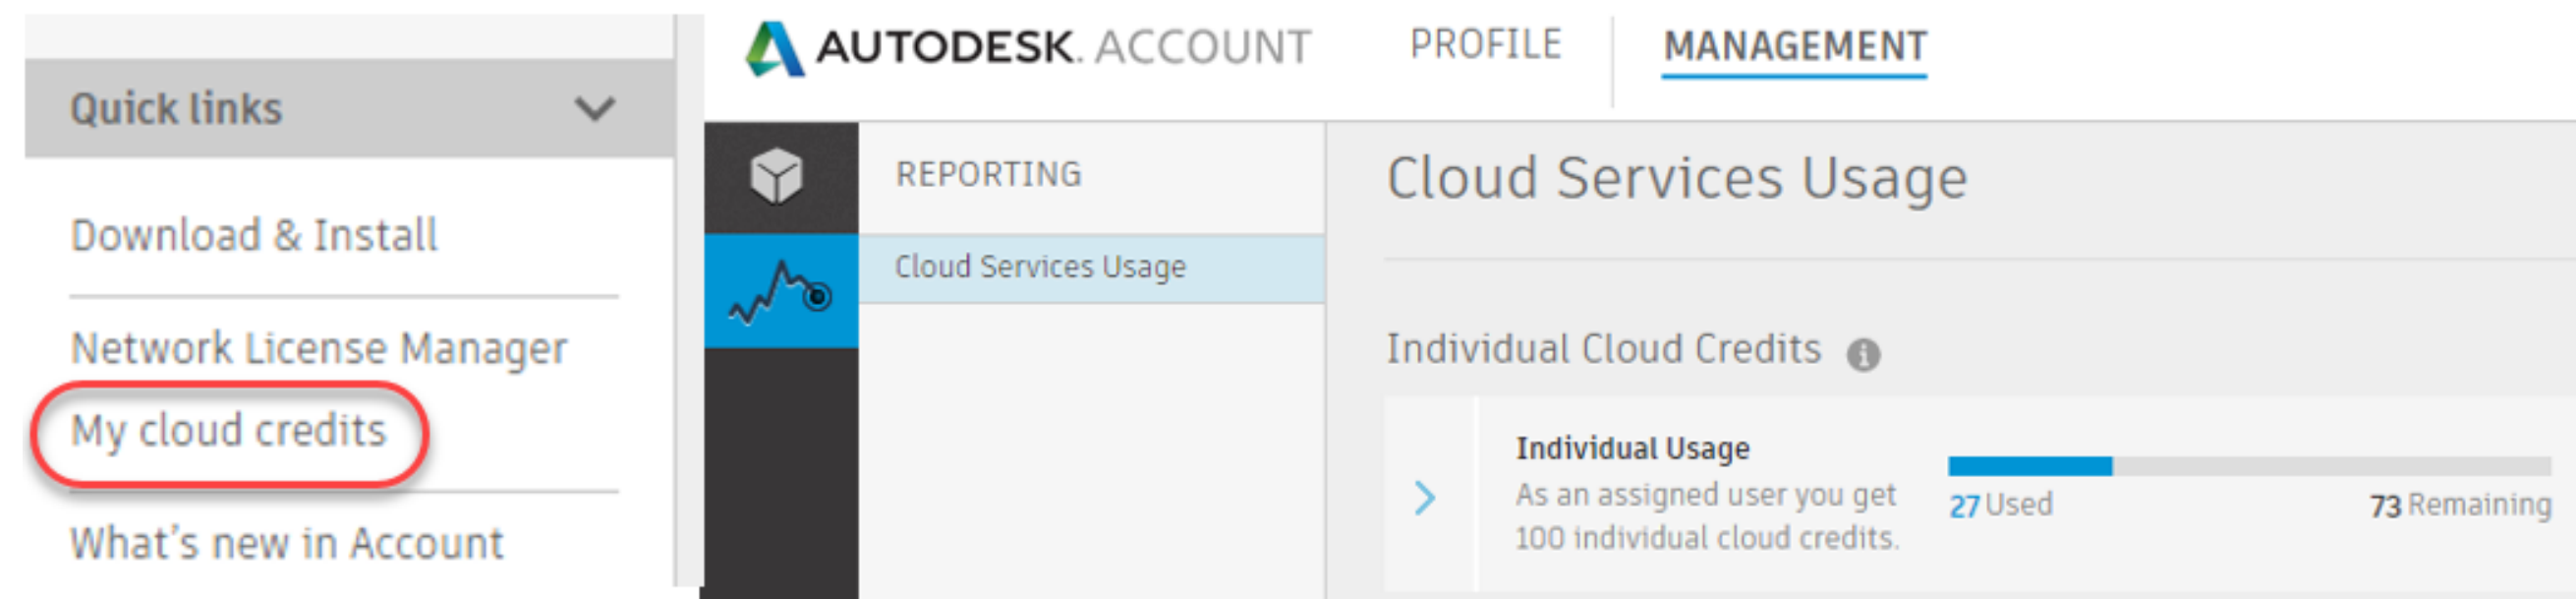 Quick links
Download & Install
Network License Manager
My cloud credits
What's new in Account
AUTODESK. ACCOUNT
PROFILE
MANAGEMENT
REPORTING
Cloud Services Usage
Cloud Services Usage
Individual Cloud Credits
Individual Usage
As an assigned user you get
100 individual cloud credits.
27 Used
73 Remaining